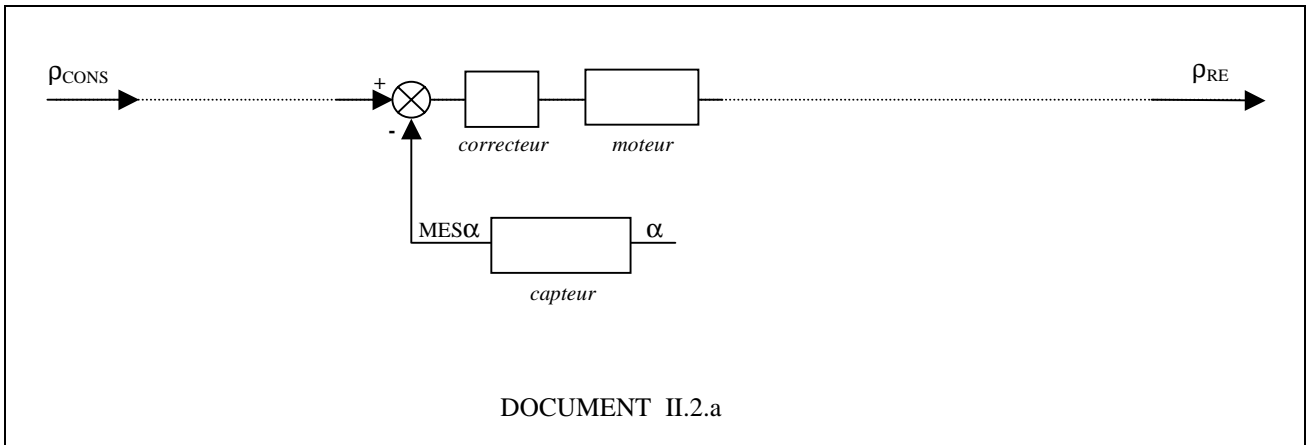 ρCONS
+
ρRE
-
correcteur
moteur
MESα
α
capteur
DOCUMENT II.2.a